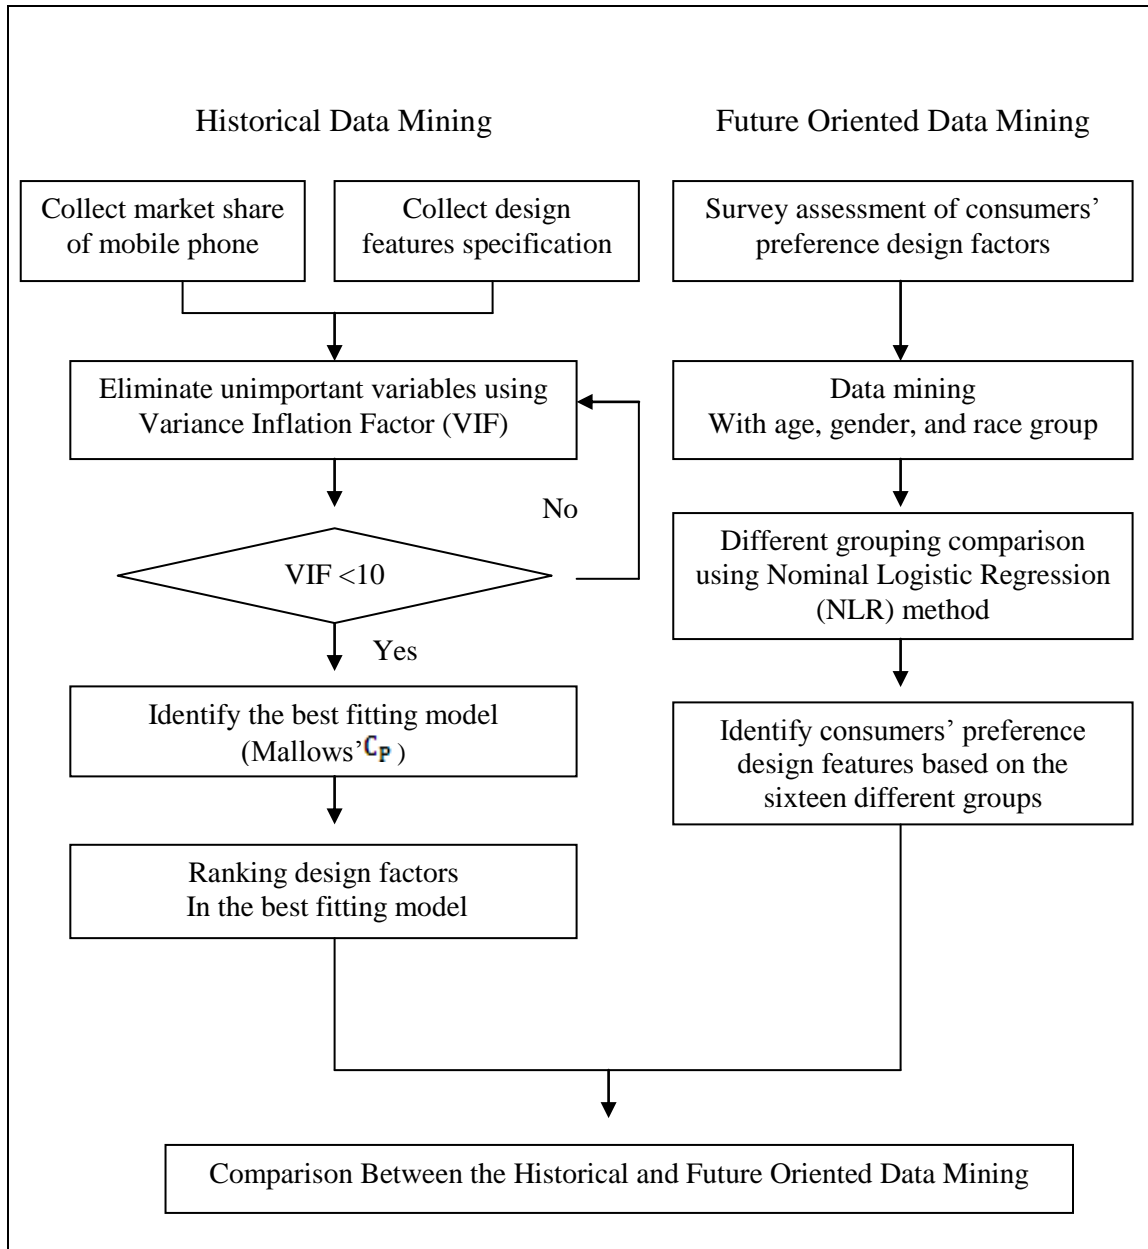 Historical Data Mining
Collect market share
of mobile phone
Collect design
features specification
Eliminate unimportant variables using
Variance Inflation Factor (VIF)
No
VIF <10
Yes
Identify the best fitting model
(Mallows’CP )
Ranking design factors
In the best fitting model
Future Oriented Data Mining
Survey assessment of consumers’
preference design factors
Data mining
With age, gender, and race group
Different grouping comparison
using Nominal Logistic Regression
(NLR) method
Identify consumers’ preference
design features based on the
sixteen different groups
Comparison Between the Historical and Future Oriented Data Mining